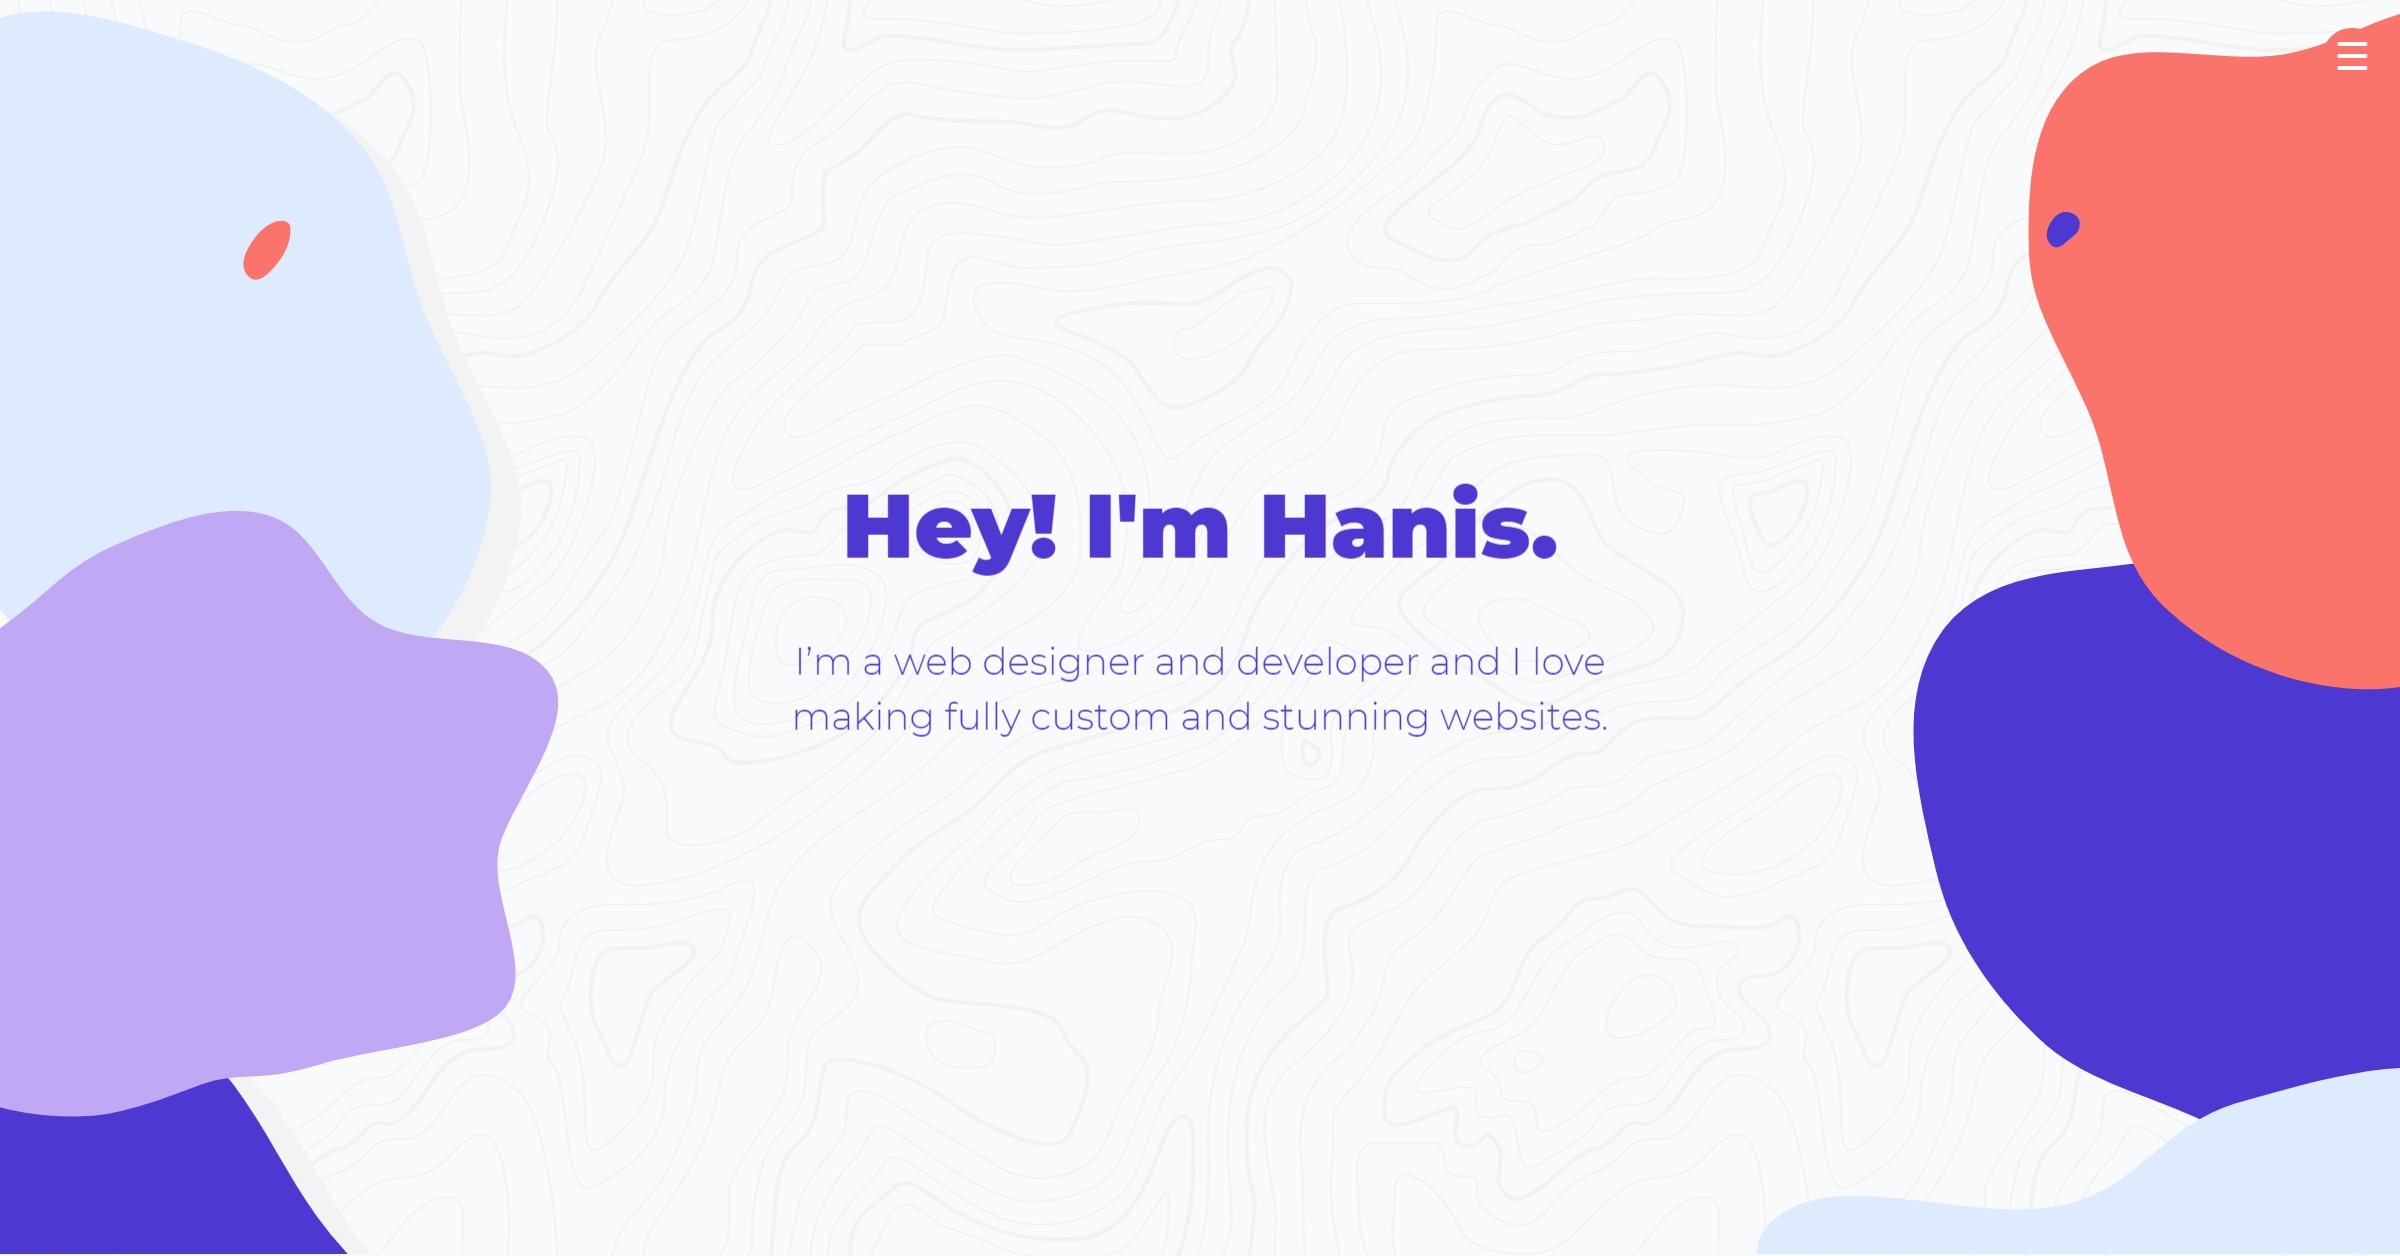 Hey! I'm Hanis.
I’m a web designer and developer and I love
making fully custom and stunning websites.